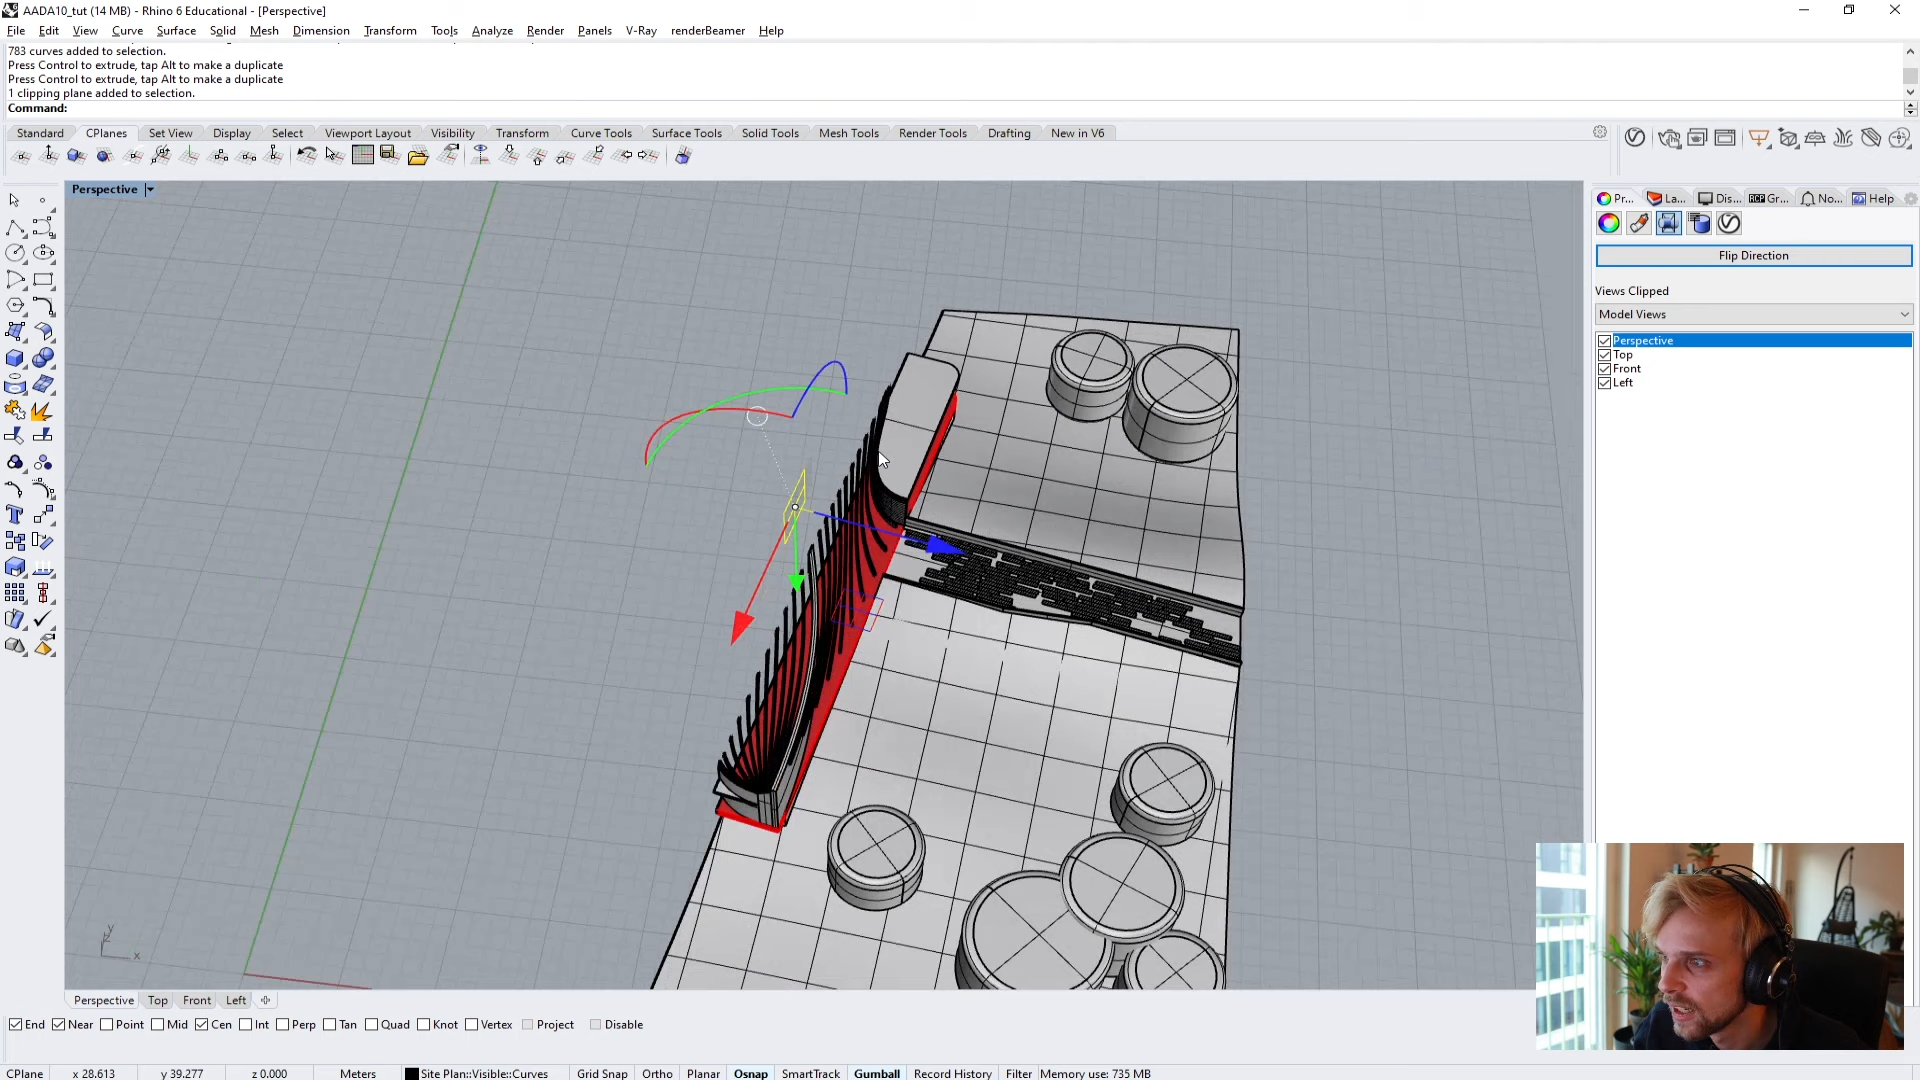 AADA10_tut (14 MB) - Rhino 6 Educational - [Perspective]
File Edit View Curve Surface Solid Mesh Dimension Transform Tools Analyze Render Panels V-Ray renderBeamer Help
783 curves added to selection.
Press Control to extrude, tap Alt to make a duplicate
Press Control to extrude, tap Alt to make a duplicate
1 clipping plane added to selection.
Command:
Standard CPlanes Set View Display Select Viewport Layout Visibility Transform Curve Tools Surface Tools Solid Tools Mesh Tools Render Tools Drafting New in V6
Perspective
Pr... La... Dis... Gr... No... Help
Flip Direction
Views Clipped
Model Views
Perspective
Top
Front
Left
y
z
x
Perspective Top Front Left
End Near Point Mid Cen Int Perp Tan Quad Knot Vertex Project Disable
CPlane x 28.613 y 39.277 z 0.000 Meters Site Plan::Visible::Curves Grid Snap Ortho Planar Osnap SmartTrack Gumball Record History Filter Memory use: 735 MB